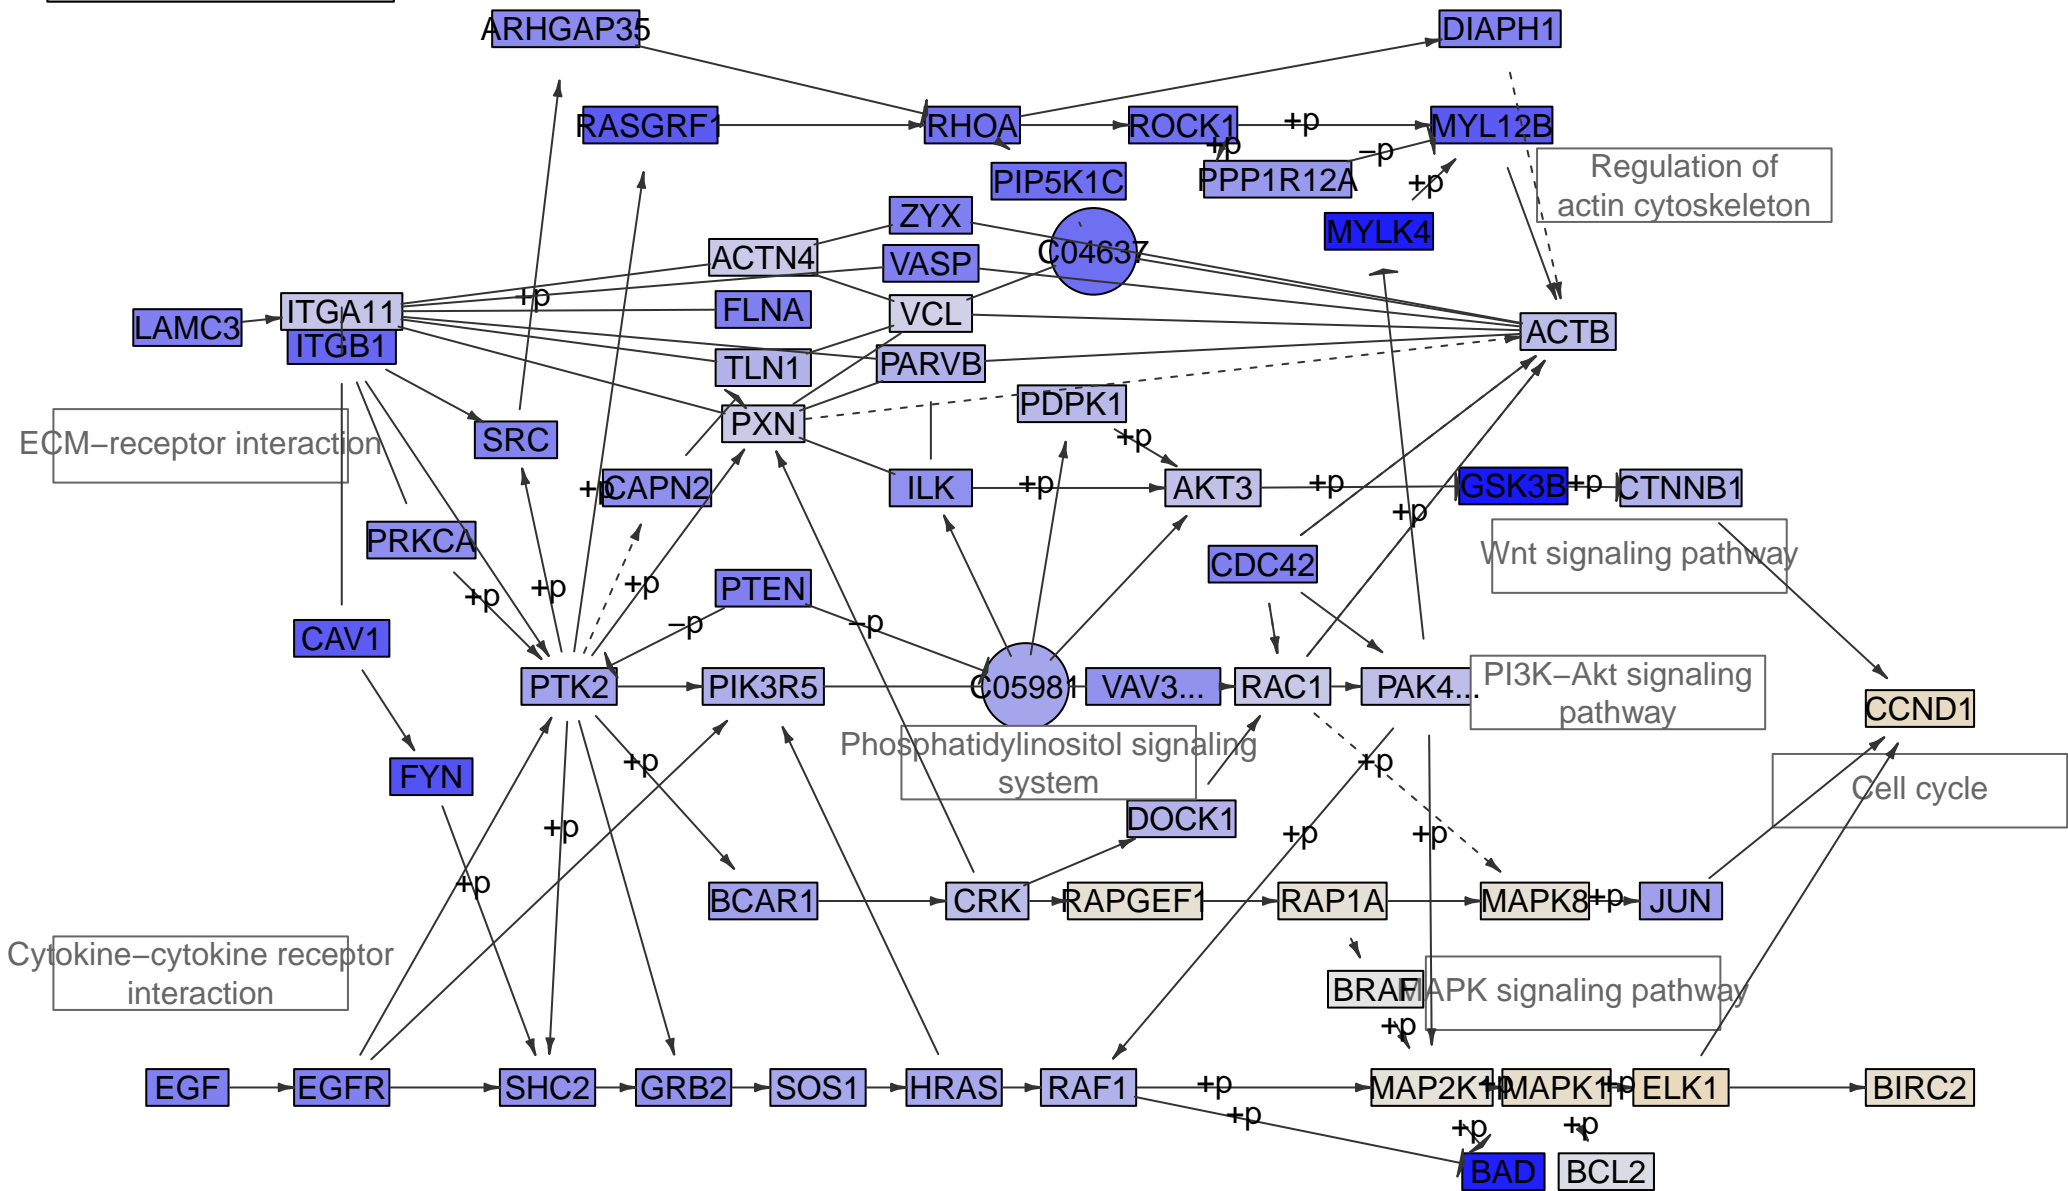 ARHGAP35
DIAPH1
RASGRF1
RHOA
ROCK1
+p
MYL12B
+p
−p
PIP5K1C
PPP1R12A
+p
Regulation of
actin cytoskeleton
ZYX
MYLK4
ACTN4
VASP
C04637
+p
LAMC3
ITGA11
FLNA
VCL
ACTB
ITGB1
TLN1
PARVB
PDPK1
PXN
ECM−receptor interaction
SRC
+p
+p
CAPN2
ILK
+p
AKT3
+p
GSK3B
+p
CTNNB1
+p
PRKCA
Wnt signaling pathway
CDC42
+p
+p
+p
PTEN
−p
−p
CAV1
PTK2
PIK3R5
C05981
VAV3...
RAC1
PAK4...
PI3K−Akt signaling
pathway
CCND1
Phosphatidylinositol signaling
system
FYN
+p
+p
Cell cycle
DOCK1
+p
+p
+p
+p
BCAR1
CRK
RAPGEF1
RAP1A
MAPK8
+p
JUN
Cytokine−cytokine receptor
interaction
BRAF
MAPK signaling pathway
+p
EGF
EGFR
SHC2
GRB2
SOS1
HRAS
RAF1
+p
MAP2K1
+p
MAPK1
+p
ELK1
BIRC2
+p
+p
+p
BAD
BCL2